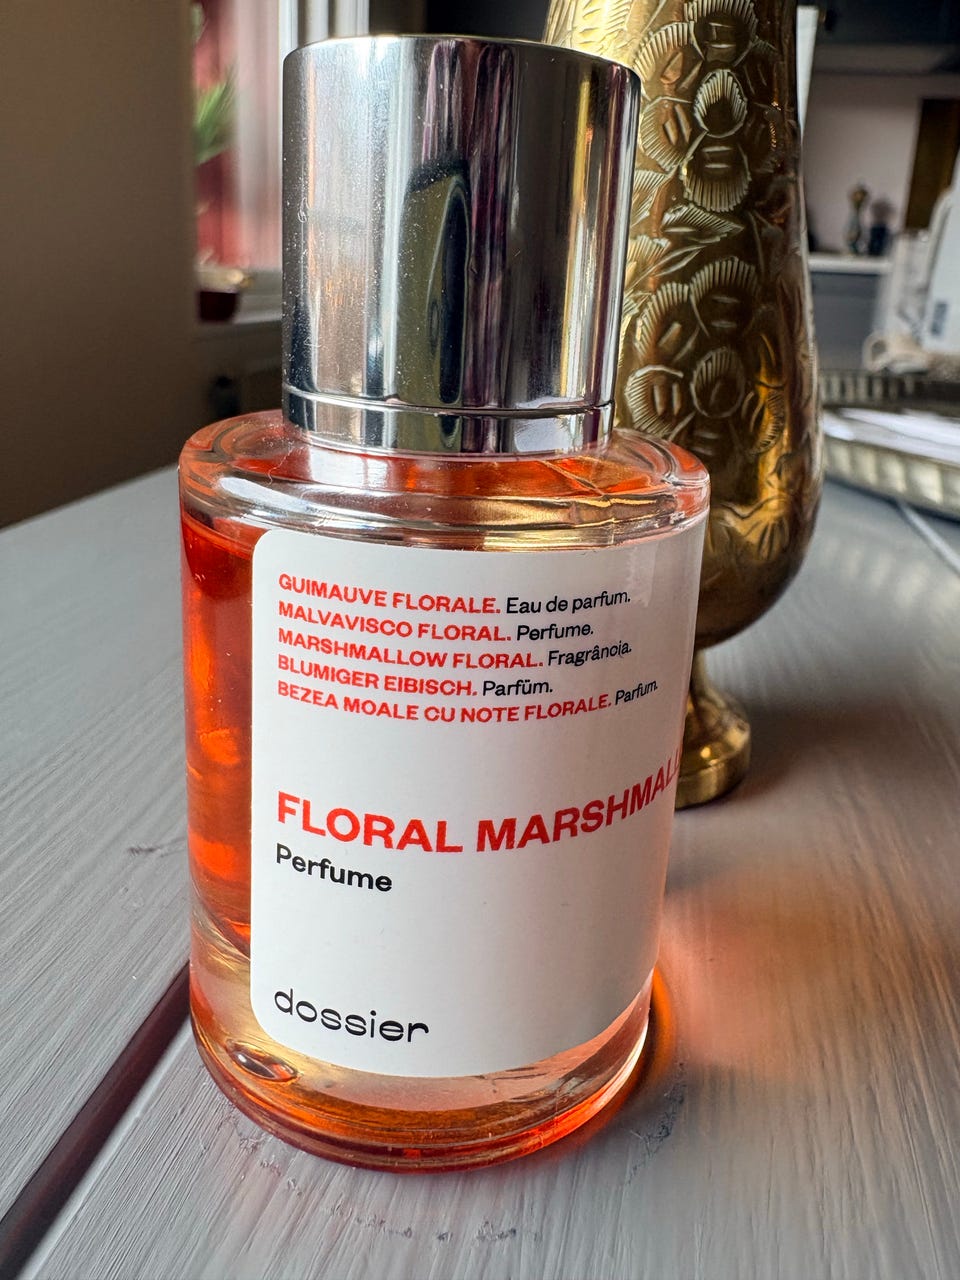 GUIMAUVE FLORALE. Eau de parfum.
MALVAVISCO FLORAL. Perfume.
MARSHMALLOW FLORAL. Fragrância.
BLUMIGER EIBISCH. Parfüm.
BEZEA MOALE CU NOTE FLORALE. Parfum.
FLORAL MARSHMALL
Perfume
dossier